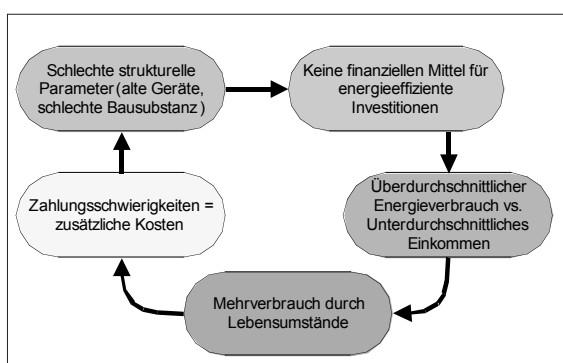 Schlechte strukturelle
Parameter (alte Geräte,
schlechte Bausubstanz)
Keine finanziellen Mittel für
energieeffiziente
Investitionen
Überdurchschnittlicher
Energieverbrauch vs.
Unterdurchschnittliches
Einkommen
Mehrverbrauch durch
Lebensumstände
Zahlungsschwierigkeiten =
zusätzliche Kosten